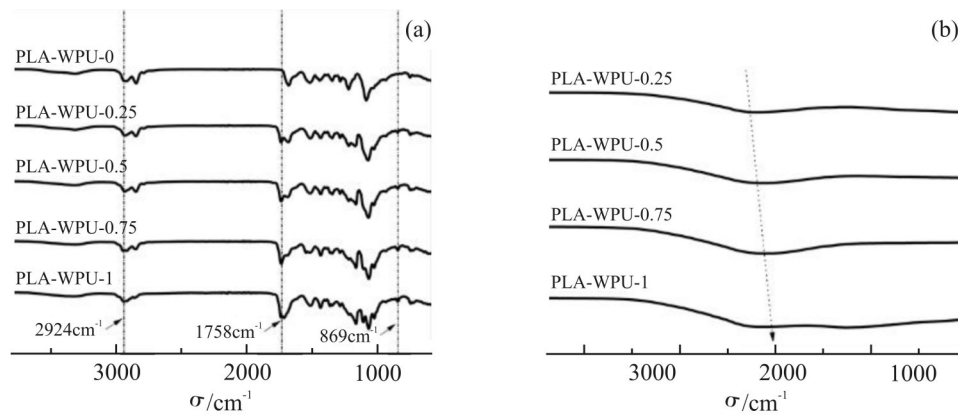 (a)
PLA-WPU-0
PLA-WPU-0.25
PLA-WPU-0.5
PLA-WPU-0.75
PLA-WPU-1
2924cm⁻¹
1758cm⁻¹
869cm⁻¹
3000 2000 1000
σ/cm⁻¹
(b)
PLA-WPU-0.25
PLA-WPU-0.5
PLA-WPU-0.75
PLA-WPU-1
3000 2000 1000
σ/cm⁻¹